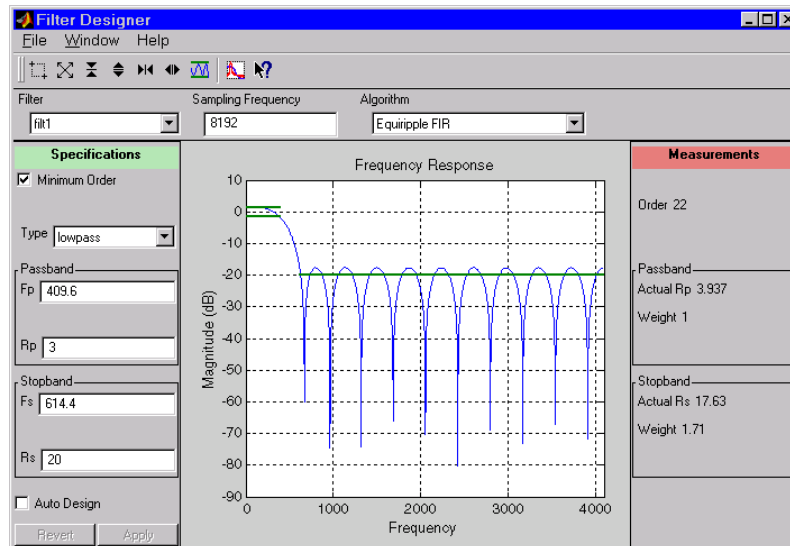 Filter Designer
File Window Help
Filter
Sampling Frequency
Algorithm
filt1
8192
Equiripple FIR
Specifications
Minimum Order
Type lowpass
Passband
Fp 409.6
Rp 3
Stopband
Fs 614.4
Rs 20
Auto Design
Revert Apply
Frequency Response
Magnitude (dB)
10
0
-10
-20
-30
-40
-50
-60
-70
-80
-90
0 1000 2000 3000 4000
Frequency
Measurements
Order 22
Passband
Actual Rp 3.937
Weight 1
Stopband
Actual Rs 17.63
Weight 1.71